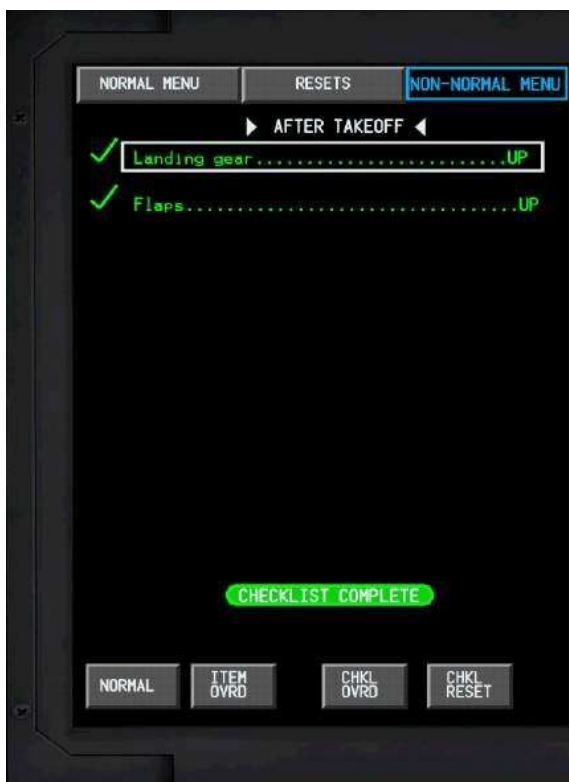 NORMAL MENU RESETS NON-NORMAL MENU
▶ AFTER TAKEOFF ◀
✓ Landing gear..........................UP
✓ Flaps.................................UP
CHECKLIST COMPLETE
NORMAL ITEM OVRD CHKL OVRD CHKL RESET